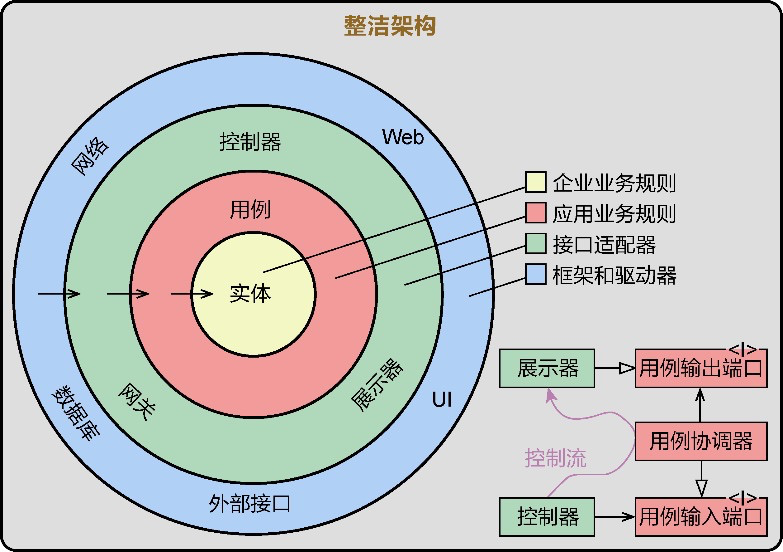 整洁架构
网络
Web
控制器
用例
实体
网关
展示器
数据库
UI
外部接口
企业业务规则
应用业务规则
接口适配器
框架和驱动器
展示器
<I>
用例输出端口
用例协调器
控制流
控制器
<I>
用例输入端口